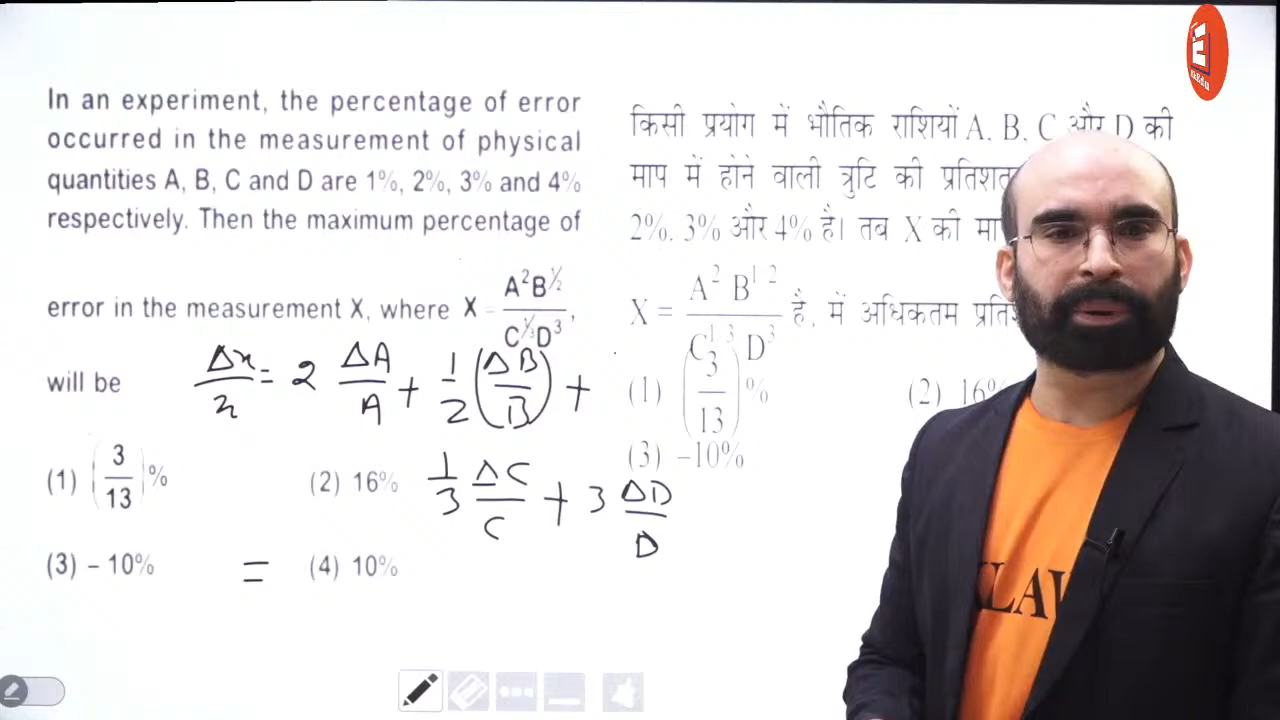 In an experiment, the percentage of error
occurred in the measurement of physical
quantities A, B, C and D are 1%, 2%, 3% and 4%
respectively. Then the maximum percentage of
error in the measurement X, where X = A²B^½ / C^⅓D³,
will be
Δx/x = 2 ΔA/A + 1/2 (ΔB/B) +
1/3 ΔC/C + 3 ΔD/D
(1) (3/13)%
(2) 16%
(3) – 10%
(4) 10%
=
किसी प्रयोग में भौतिक राशियों A, B, C और D की
माप में होने वाली त्रुटि की प्रतिशत
2%, 3% और 4% है। तब X की
X = A² B^1 2 / C^1 3 D³ है, में अधिकतम
(1) (3/13)%
(2) 16%
(3) –10%
É
EkEdu